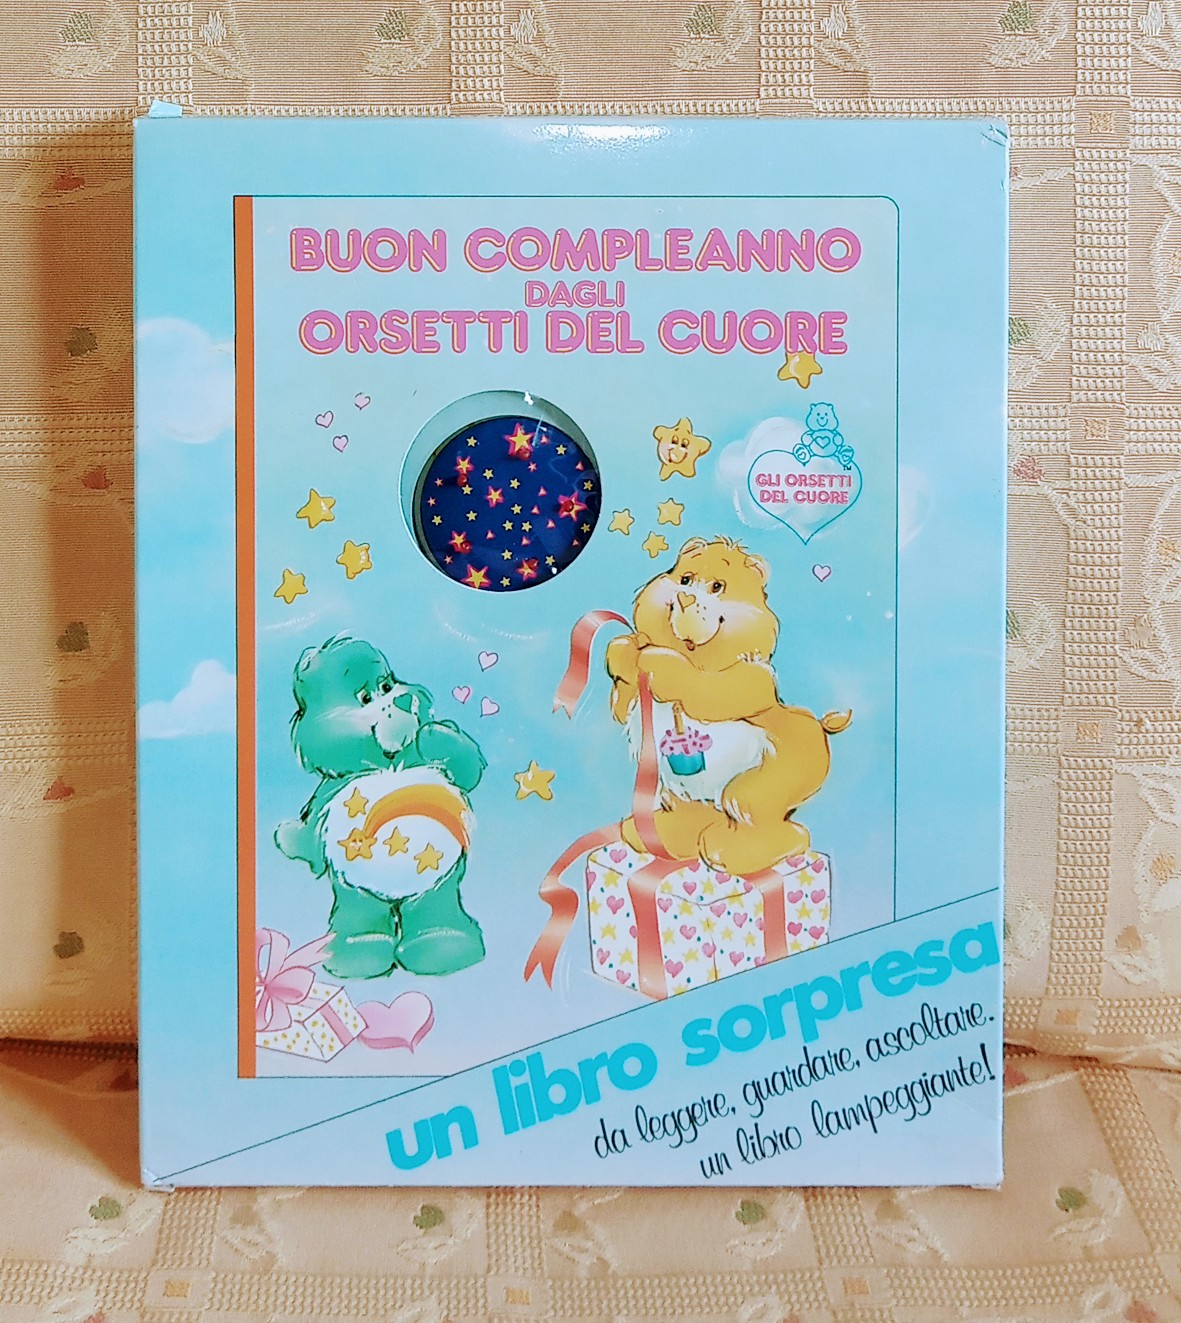 BUON COMPLEANNO
DAGLI
ORSETTI DEL CUORE
GLI ORSETTI
DEL CUORE
TM
un libro sorpresa
da leggere, guardare, ascoltare.
un libro lampeggiante!